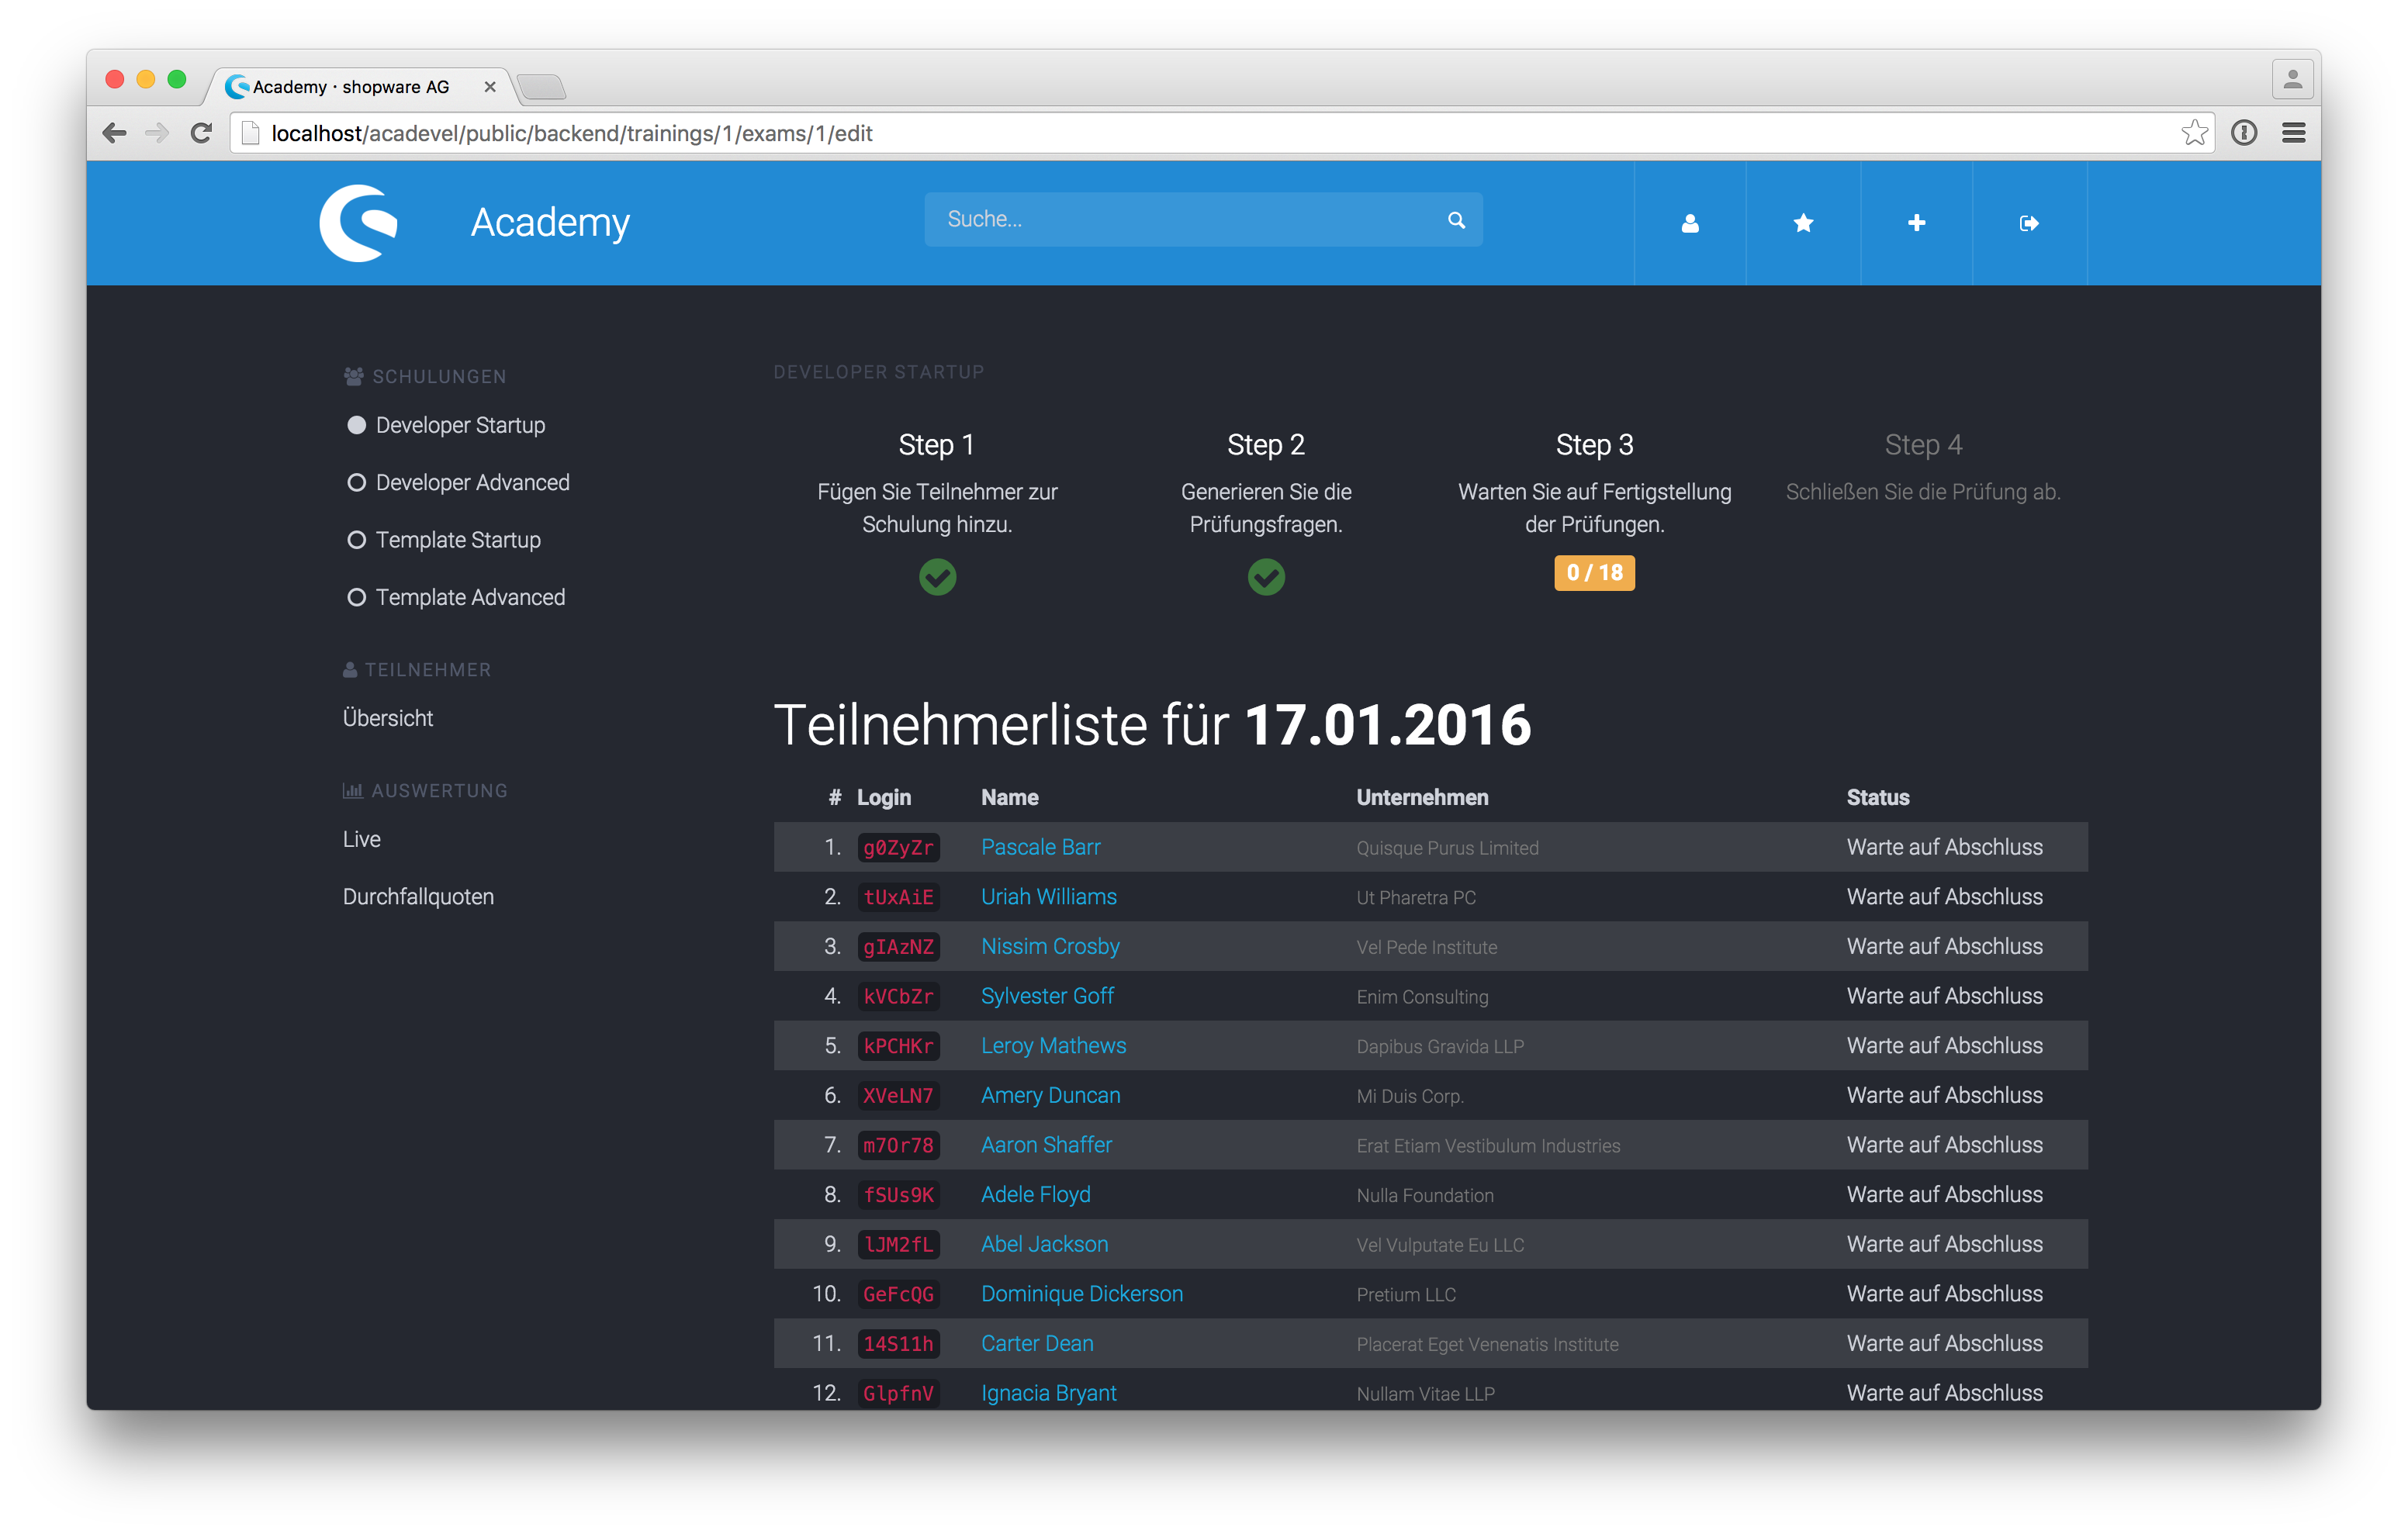 Academy · shopware AG
localhost/acadevel/public/backend/trainings/1/exams/1/edit
Academy
Suche...
SCHULUNGEN
Developer Startup
Developer Advanced
Template Startup
Template Advanced
TEILNEHMER
Übersicht
AUSWERTUNG
Live
Durchfallquoten
DEVELOPER STARTUP
Step 1
Fügen Sie Teilnehmer zur
Schulung hinzu.
Step 2
Generieren Sie die
Prüfungsfragen.
Step 3
Warten Sie auf Fertigstellung
der Prüfungen.
0 / 18
Step 4
Schließen Sie die Prüfung ab.
Teilnehmerliste für 17.01.2016
# Login Name Unternehmen Status
1. g0ZyZr Pascale Barr Quisque Purus Limited Warte auf Abschluss
2. tUxAiE Uriah Williams Ut Pharetra PC Warte auf Abschluss
3. gIAzNZ Nissim Crosby Vel Pede Institute Warte auf Abschluss
4. kVCbZr Sylvester Goff Enim Consulting Warte auf Abschluss
5. kPCHKr Leroy Mathews Dapibus Gravida LLP Warte auf Abschluss
6. XVeLN7 Amery Duncan Mi Duis Corp. Warte auf Abschluss
7. m7Or78 Aaron Shaffer Erat Etiam Vestibulum Industries Warte auf Abschluss
8. fSUs9K Adele Floyd Nulla Foundation Warte auf Abschluss
9. lJM2fL Abel Jackson Vel Vulputate Eu LLC Warte auf Abschluss
10. GeFcQG Dominique Dickerson Pretium LLC Warte auf Abschluss
11. 14S11h Carter Dean Placerat Eget Venenatis Institute Warte auf Abschluss
12. GlpfnV Ignacia Bryant Nullam Vitae LLP Warte auf Abschluss